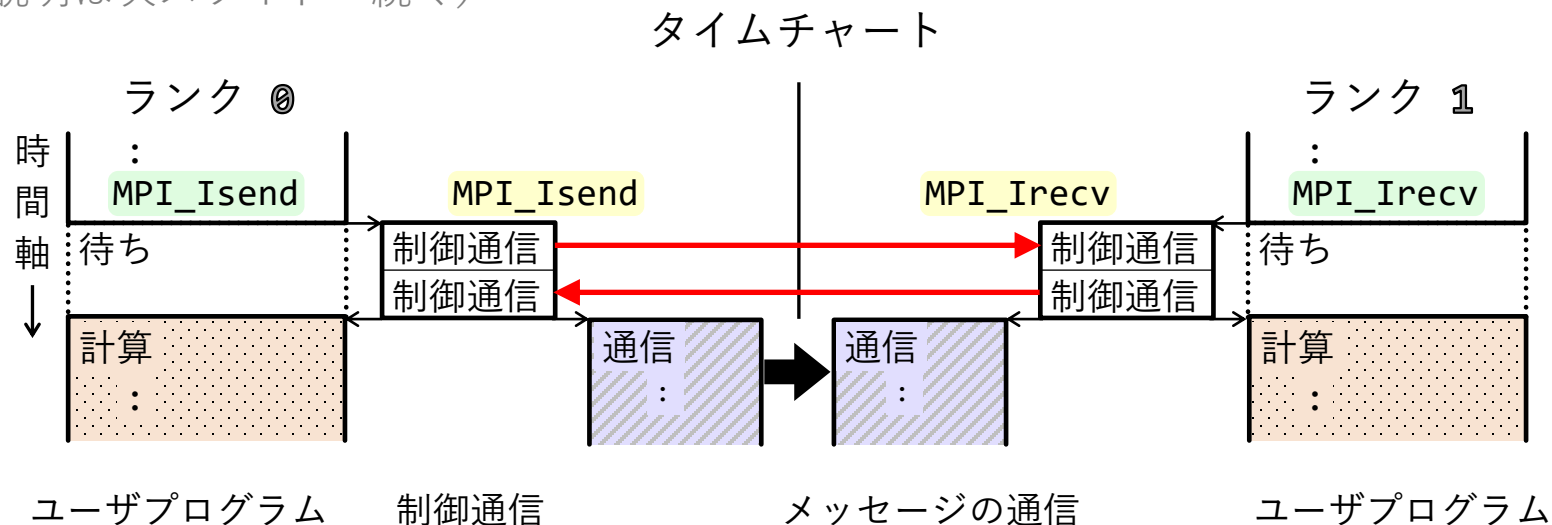 タイムチャート
ランク 0
ランク 1
時間軸
:
:
MPI_Isend
MPI_Isend
MPI_Irecv
MPI_Irecv
待ち
制御通信
制御通信
待ち
制御通信
制御通信
計算
:
通信
:
通信
:
計算
:
ユーザプログラム
制御通信
メッセージの通信
ユーザプログラム